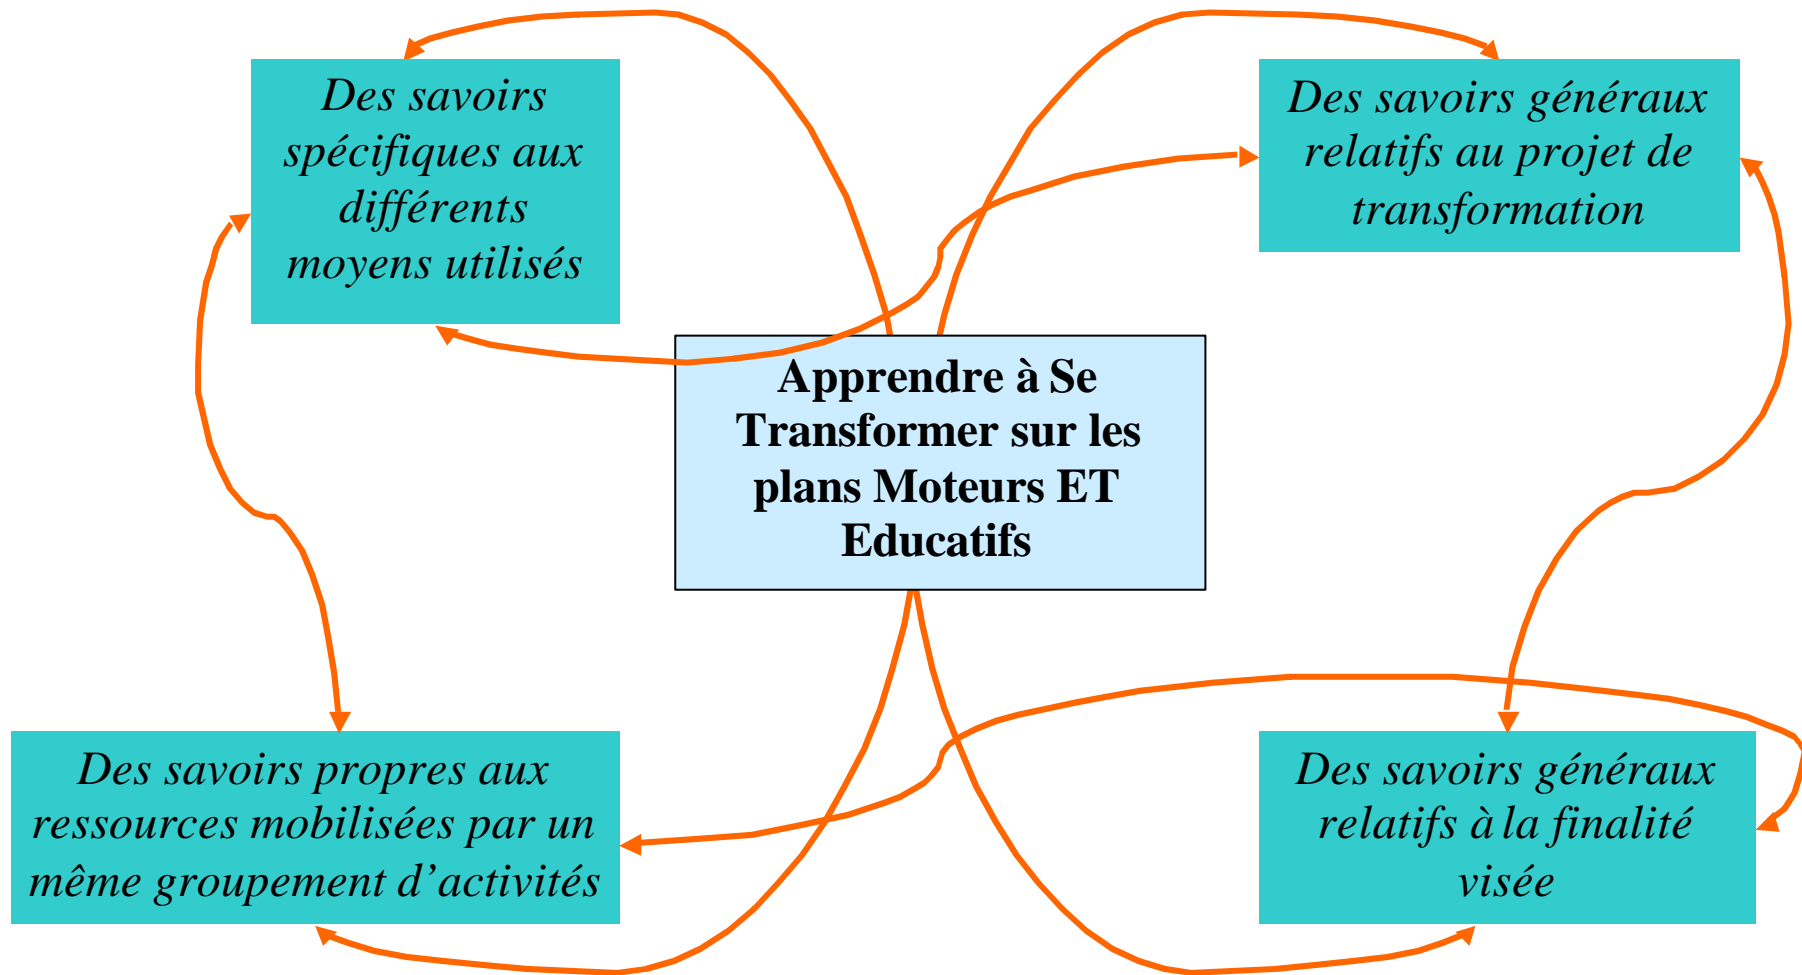 Des savoirs
spécifiques aux
différents
moyens utilisés
Des savoirs généraux
relatifs au projet de
transformation
Apprendre à Se
Transformer sur les
plans Moteurs ET
Educatifs
Des savoirs propres aux
ressources mobilisées par un
même groupement d’activités
Des savoirs généraux
relatifs à la finalité
visée